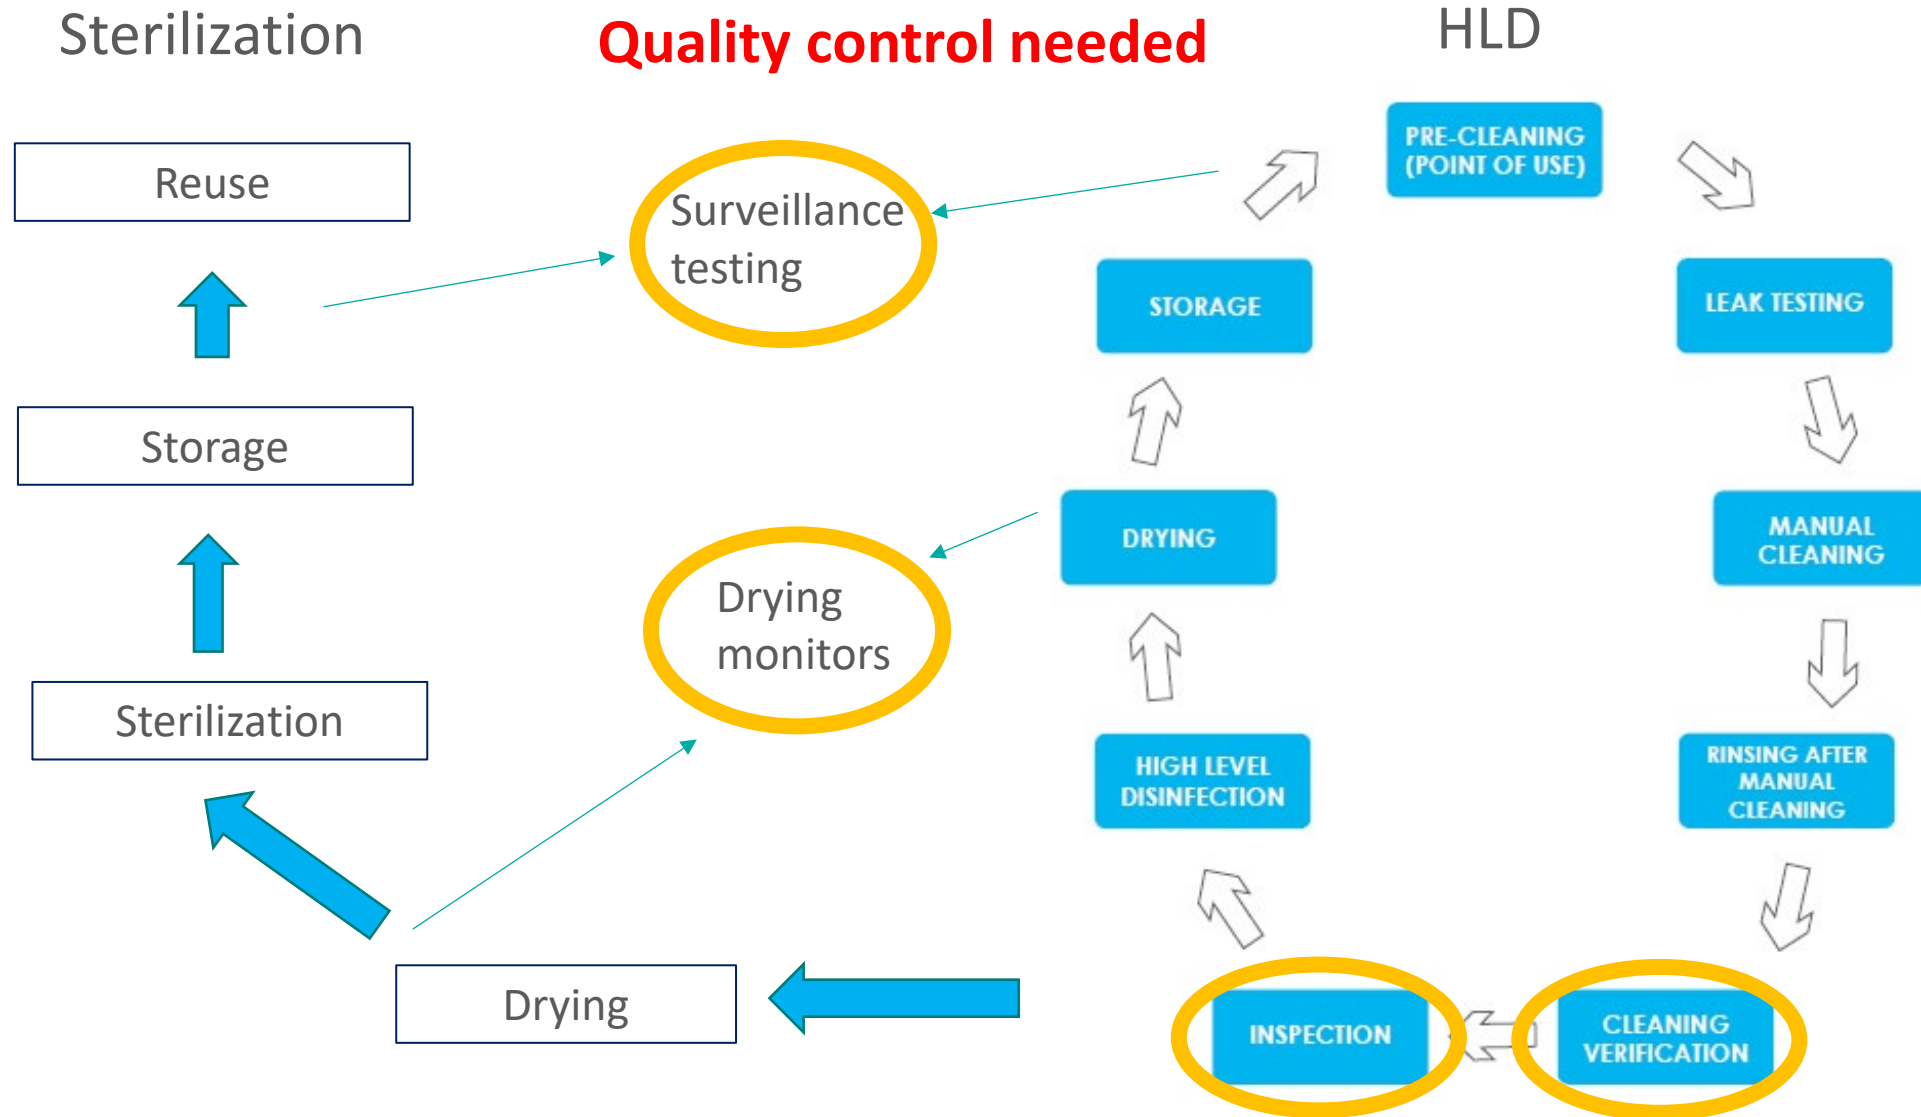 Sterilization
Quality control needed
HLD
Reuse
Storage
Sterilization
Drying
Surveillance
testing
Drying
monitors
PRE-CLEANING
(POINT OF USE)
LEAK TESTING
MANUAL
CLEANING
RINSING AFTER
MANUAL
CLEANING
CLEANING
VERIFICATION
INSPECTION
HIGH LEVEL
DISINFECTION
DRYING
STORAGE